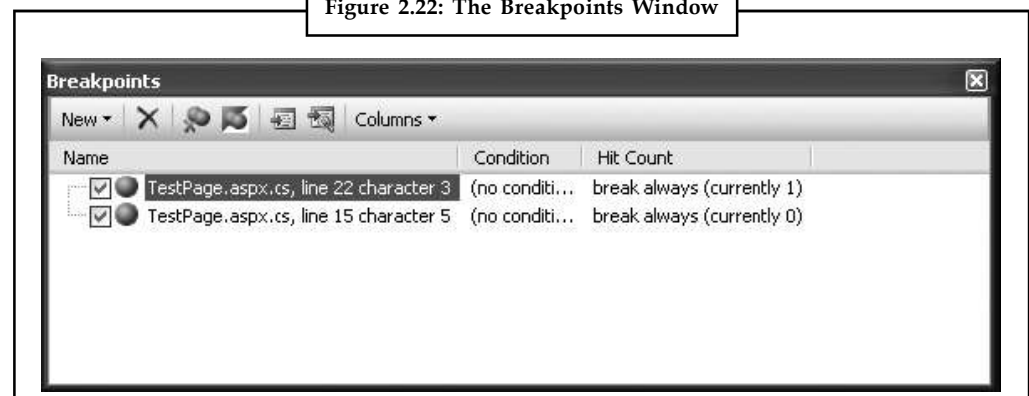 Figure 2.22: The Breakpoints Window
Breakpoints
New Columns
Name Condition Hit Count
TestPage.aspx.cs, line 22 character 3 (no conditi... break always (currently 1)
TestPage.aspx.cs, line 15 character 5 (no conditi... break always (currently 0)